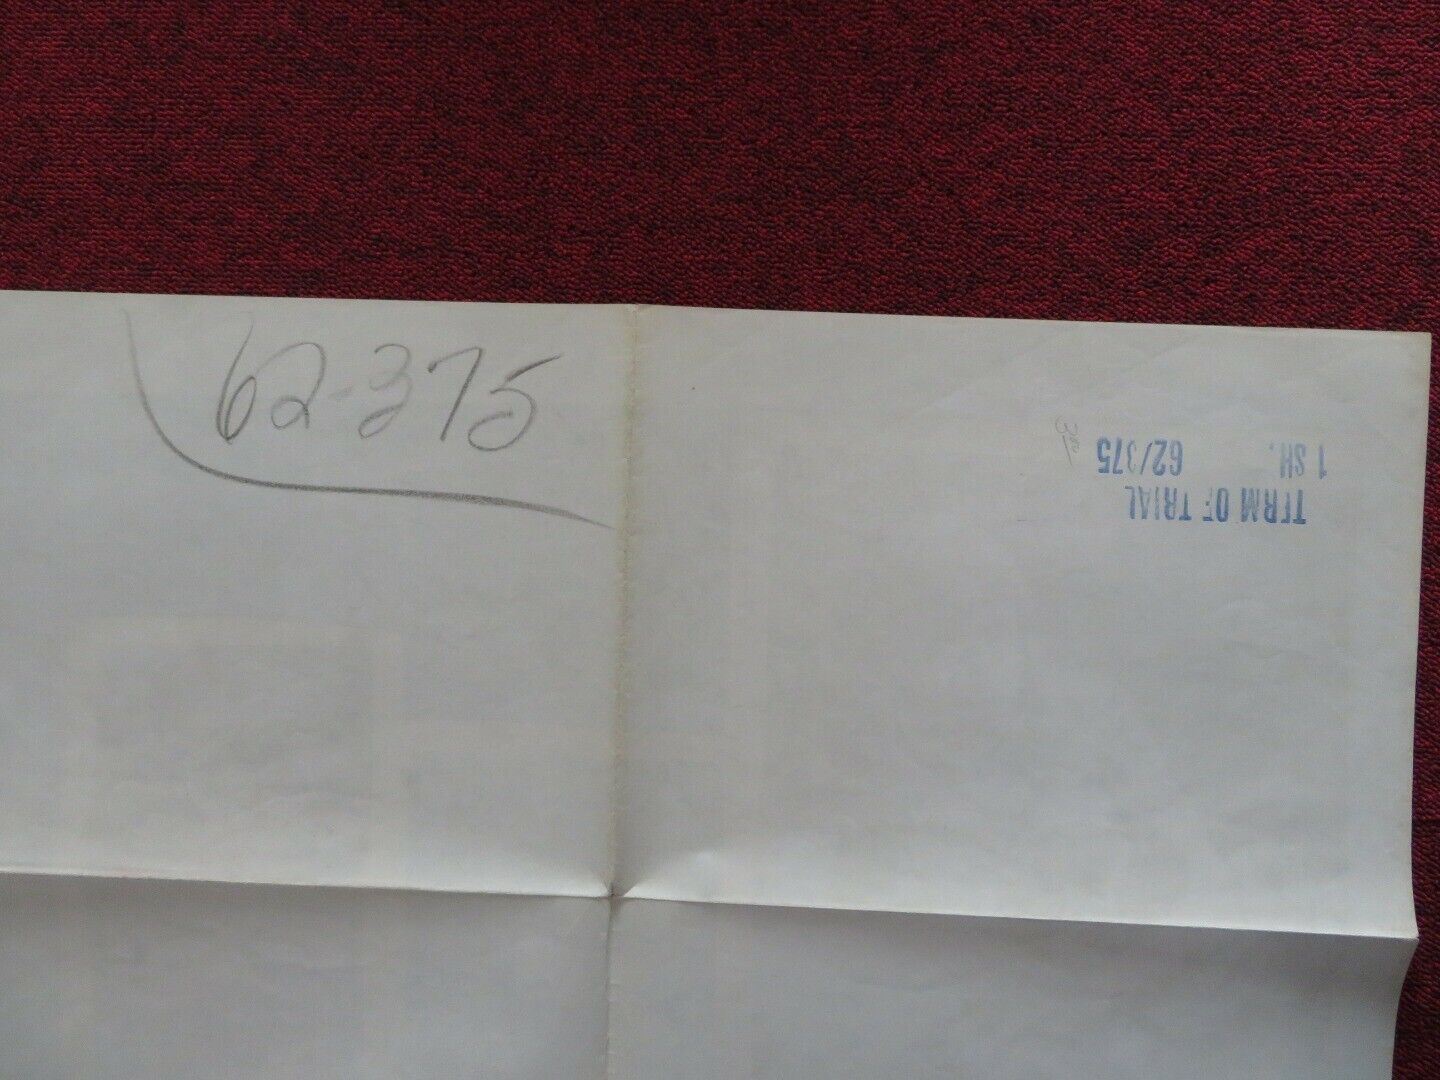 62-375
TERM OF TRIAL
1 SH. 62/375